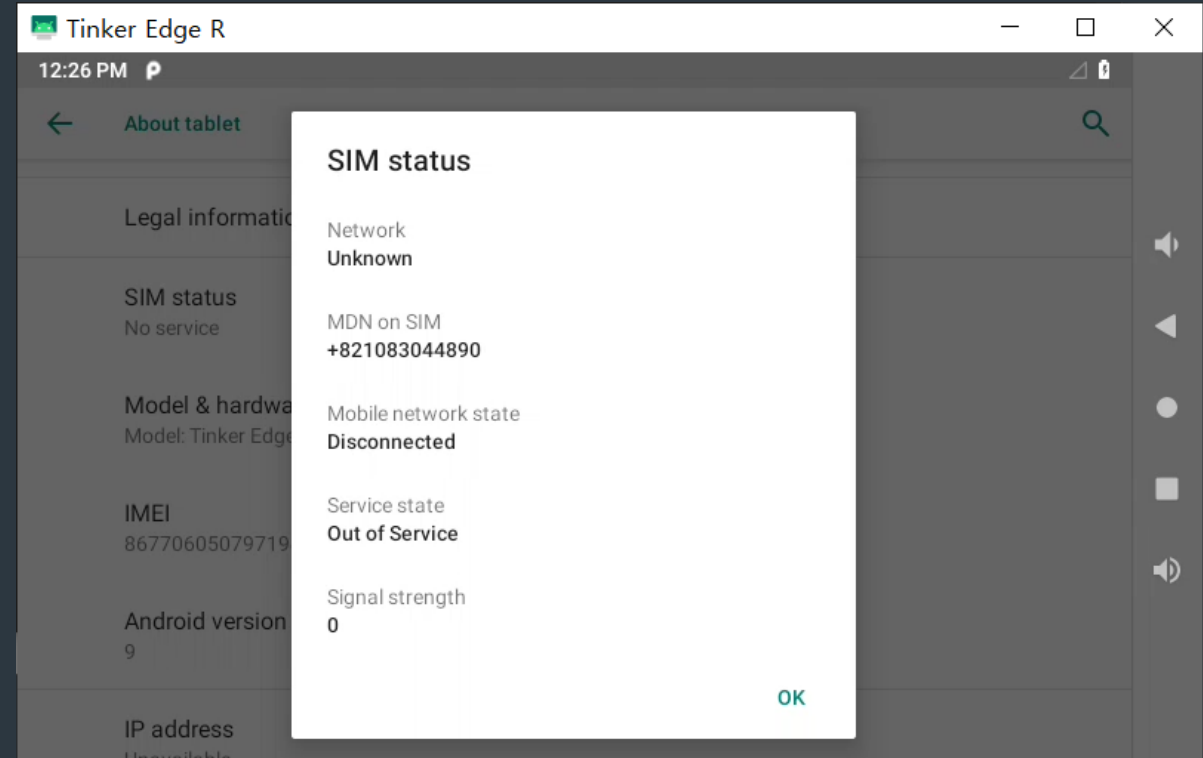 Tinker Edge R
12:26 PM
About tablet
SIM status
Network
Unknown
MDN on SIM
+821083044890
Mobile network state
Disconnected
Service state
Out of Service
Signal strength
0
OK
Legal informatio
SIM status
No service
Model & hardwa
Model: Tinker Edge
IMEI
86770605079719
Android version
9
IP address
Unavailable